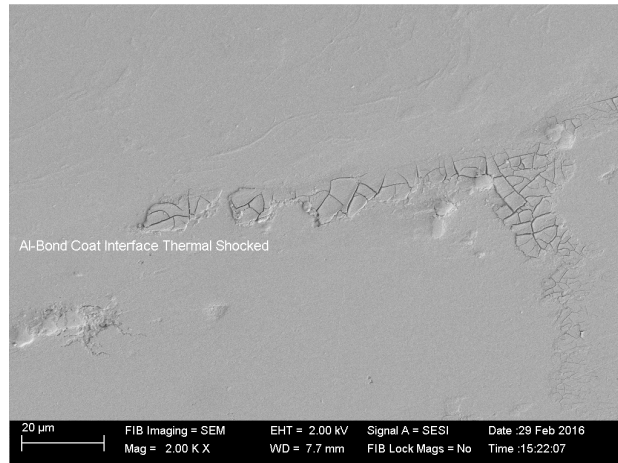 Al-Bond Coat Interface Thermal Shocked
20 µm
FIB Imaging = SEM
EHT = 2.00 kV
Signal A = SESI
Date :29 Feb 2016
Mag = 2.00 K X
WD = 7.7 mm
FIB Lock Mags = No
Time :15:22:07